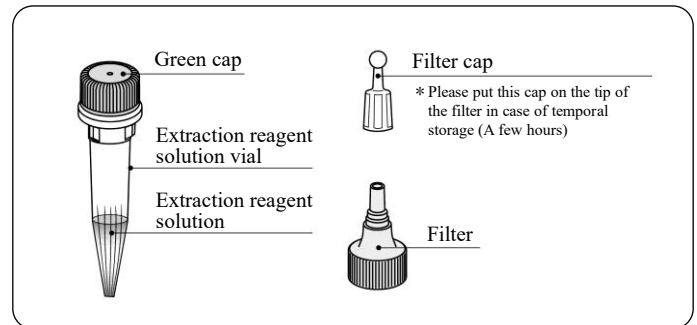 Green cap
Extraction reagent
solution vial
Extraction reagent
solution
Filter cap
* Please put this cap on the tip of
the filter in case of temporal
storage (A few hours)
Filter